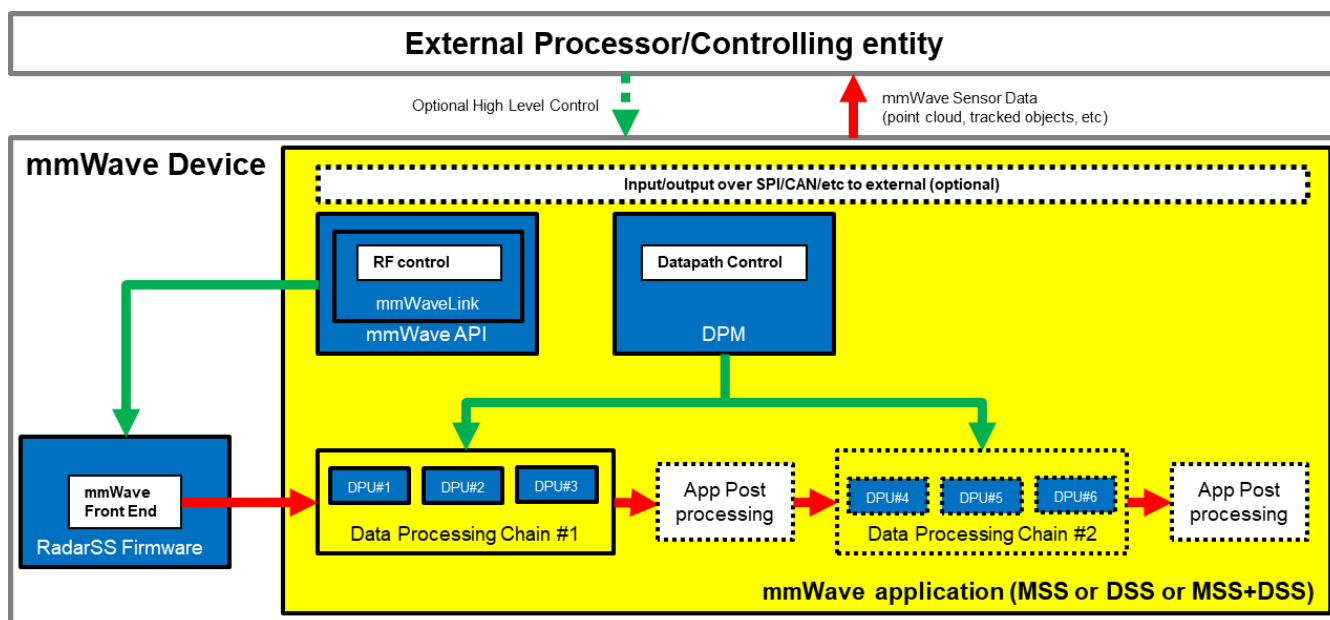 External Processor/Controlling entity
Optional High Level Control
mmWave Sensor Data
(point cloud, tracked objects, etc)
mmWave Device
Input/output over SPI/CAN/etc to external (optional)
RF control
mmWaveLink
mmWave API
Datapath Control
DPM
mmWave
Front End
RadarSS Firmware
DPU#1
DPU#2
DPU#3
Data Processing Chain #1
App Post
processing
DPU#4
DPU#5
DPU#6
Data Processing Chain #2
App Post
processing
mmWave application (MSS or DSS or MSS+DSS)